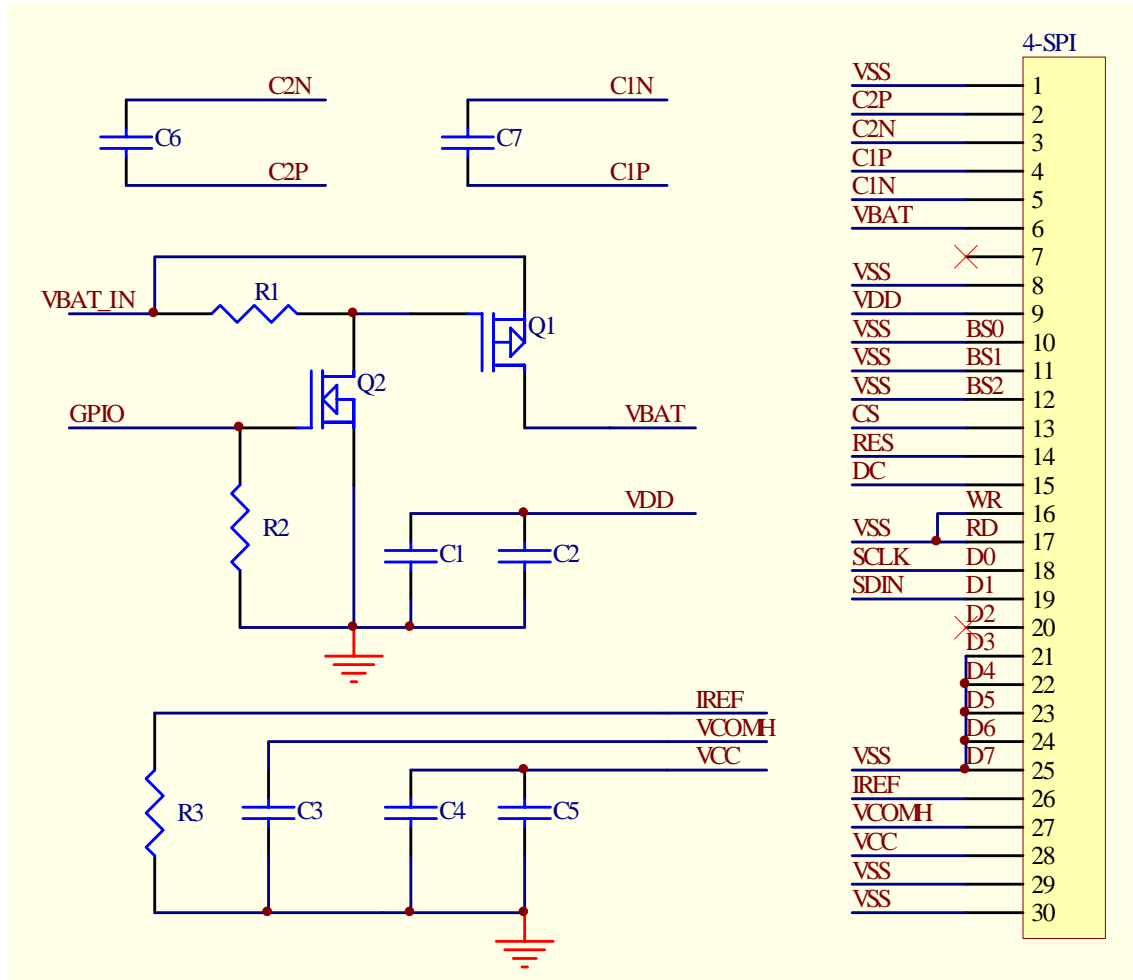 4-SPI
C2N
C6
C2P
C1N
C7
C1P
VBAT_IN
R1
Q1
Q2
GPIO
VBAT
R2
VDD
C1
C2
IREF
VCOMH
VCC
R3
C3
C4
C5
VSS 1
C2P 2
C2N 3
C1P 4
C1N 5
VBAT 6
7
VSS 8
VDD 9
VSS BS0 10
VSS BS1 11
VSS BS2 12
CS 13
RES 14
DC 15
WR 16
VSS RD 17
SCLK D0 18
SDIN D1 19
D2 20
D3 21
D4 22
D5 23
D6 24
VSS D7 25
IREF 26
VCOMH 27
VCC 28
VSS 29
VSS 30